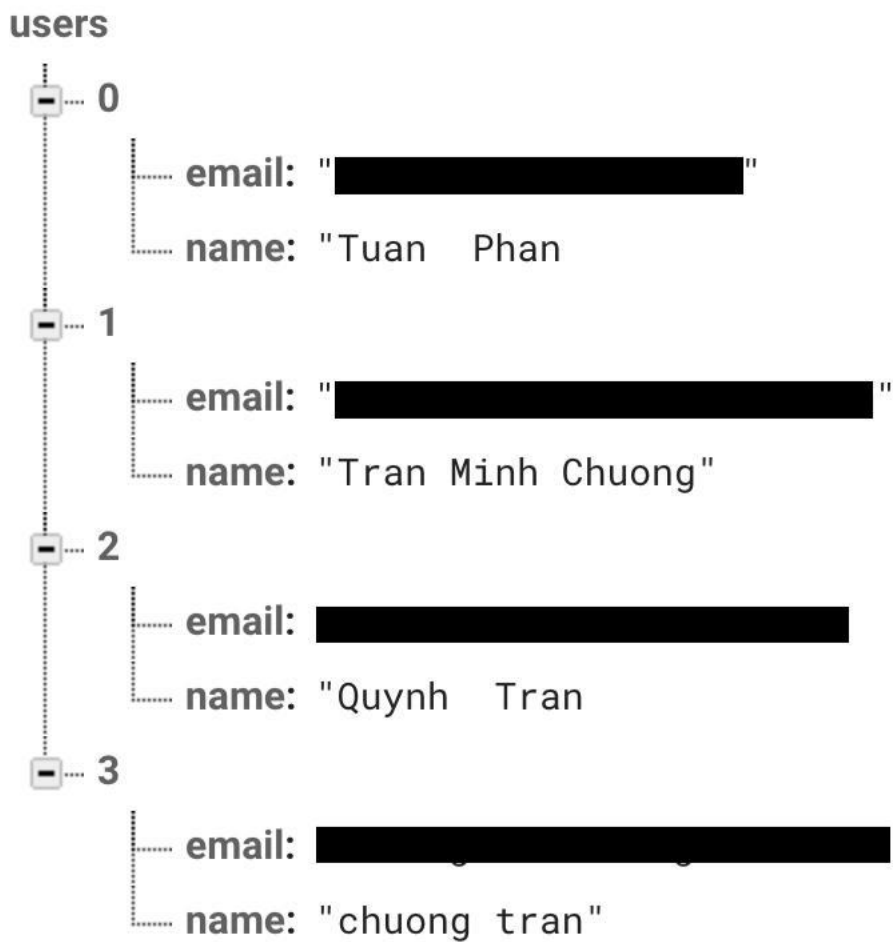 users
0
email: ""
name: "Tuan  Phan
1
email: ""
name: "Tran Minh Chuong"
2
email:
name: "Quynh  Tran
3
email:
name: "chuong tran"